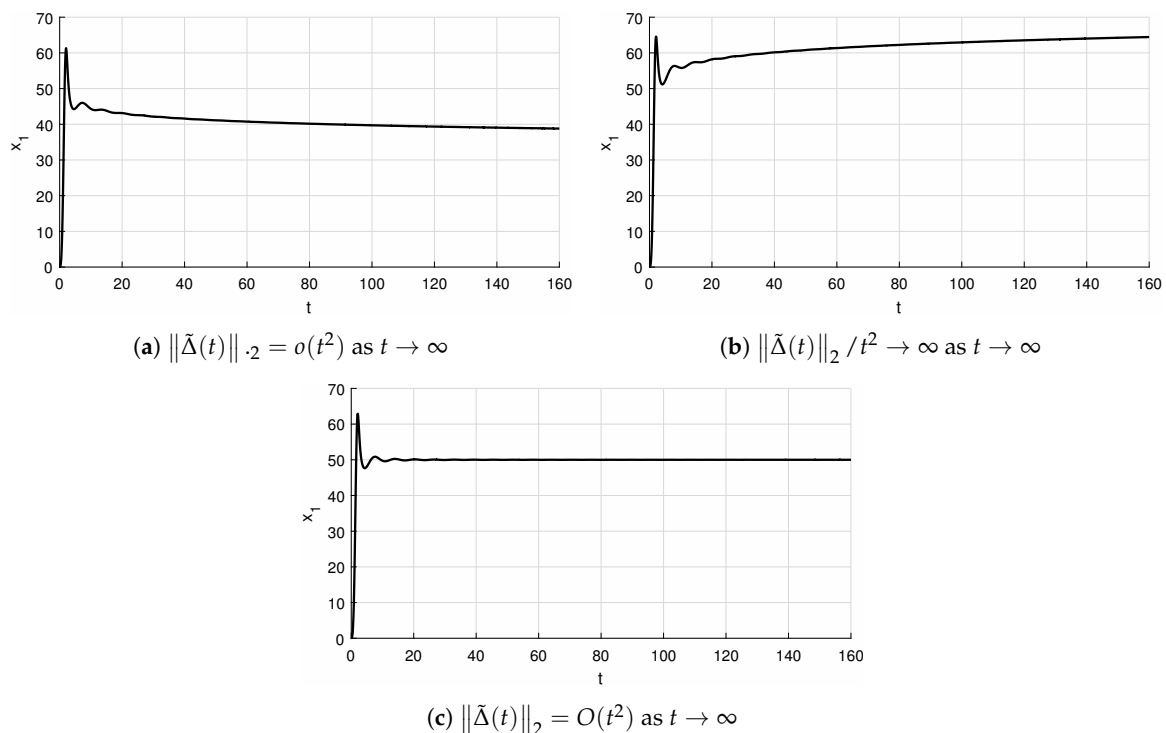 70
60
50
40
30
20
10
0
x₁
0 20 40 60 80 100 120 140 160
t
(a) ‖Δ̃(t)‖ ·₂ = o(t²) as t → ∞
70
60
50
40
30
20
10
0
x₁
0 20 40 60 80 100 120 140 160
t
(b) ‖Δ̃(t)‖₂ /t² → ∞ as t → ∞
70
60
50
40
30
20
10
0
x₁
0 20 40 60 80 100 120 140 160
t
(c) ‖Δ̃(t)‖₂ = O(t²) as t → ∞